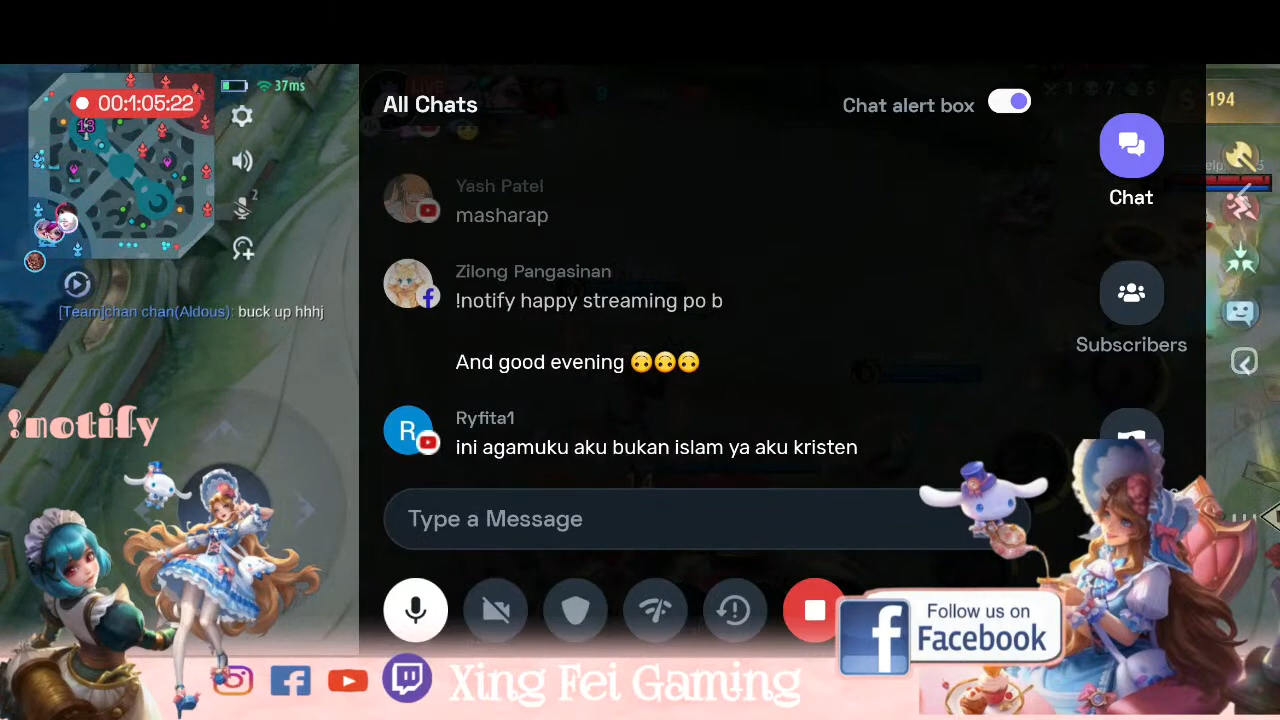 37ms
00:1:05:22
13
2
[Team]chan chan(Aldous): buck up hhhj
!notify
All Chats
Chat alert box
Yash Patel
masharap
Zilong Pangasinan
!notify happy streaming po b
And good evening 🙃🙃🙃
Ryfita1
ini agamuku aku bukan islam ya aku kristen
Type a Message
Chat
Subscribers
194
Follow us on
Facebook
Xing Fei Gaming